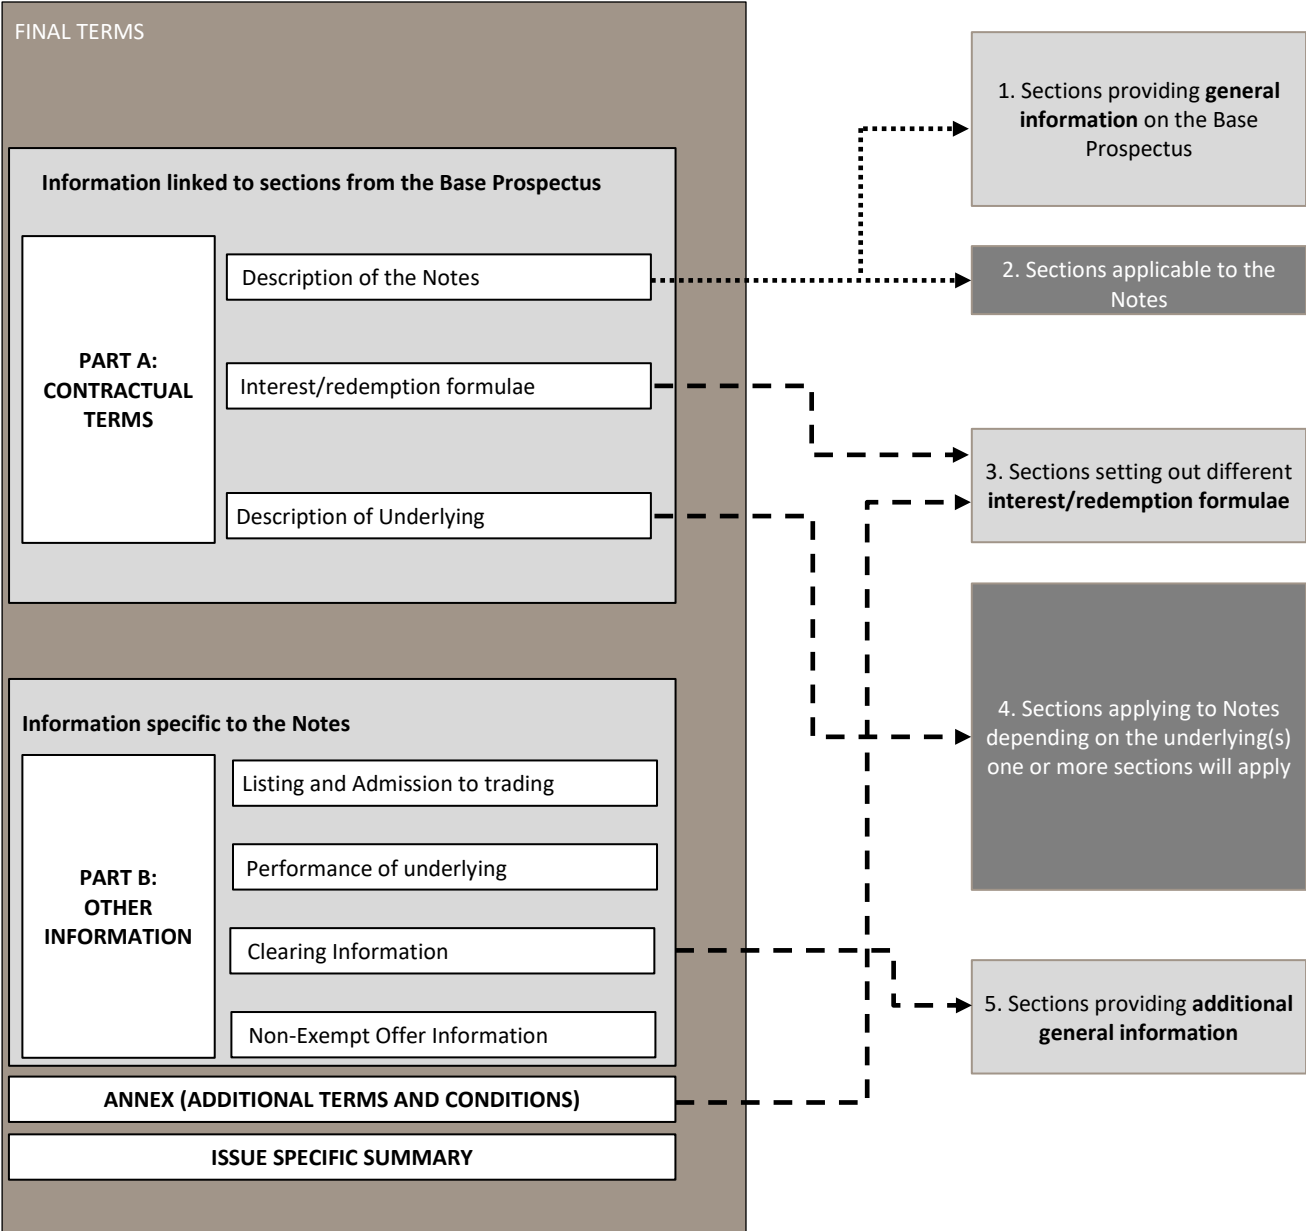 FINAL TERMS
Information linked to sections from the Base Prospectus
PART A:
CONTRACTUAL
TERMS
Description of the Notes
Interest/redemption formulae
Description of Underlying
Information specific to the Notes
PART B:
OTHER
INFORMATION
Listing and Admission to trading
Performance of underlying
Clearing Information
Non-Exempt Offer Information
ANNEX (ADDITIONAL TERMS AND CONDITIONS)
ISSUE SPECIFIC SUMMARY
1. Sections providing general
information on the Base
Prospectus
2. Sections applicable to the
Notes
3. Sections setting out different
interest/redemption formulae
4. Sections applying to Notes
depending on the underlying(s)
one or more sections will apply
5. Sections providing additional
general information